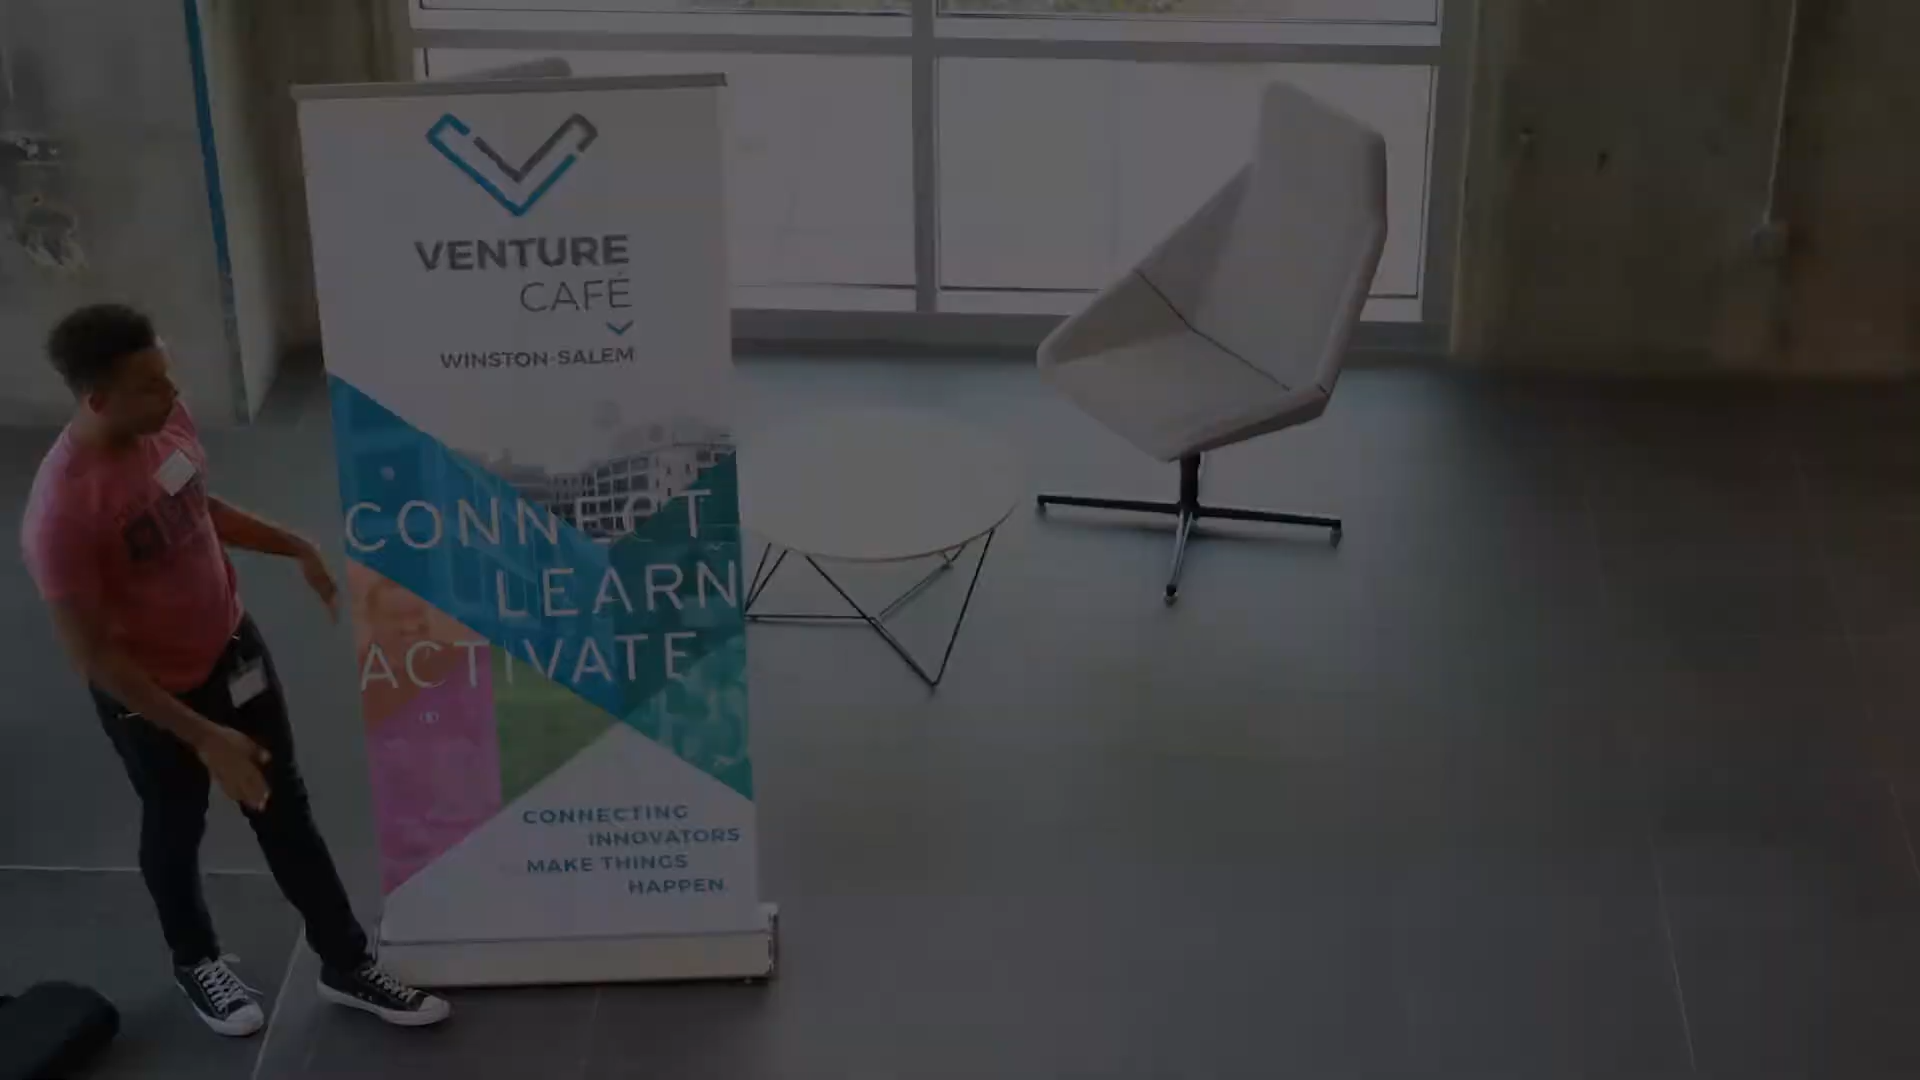 VENTURE
CAFÉ
WINSTON-SALEM
CONNECT
LEARN
ACTIVATE
CONNECTING
INNOVATORS
MAKE THINGS
HAPPEN.